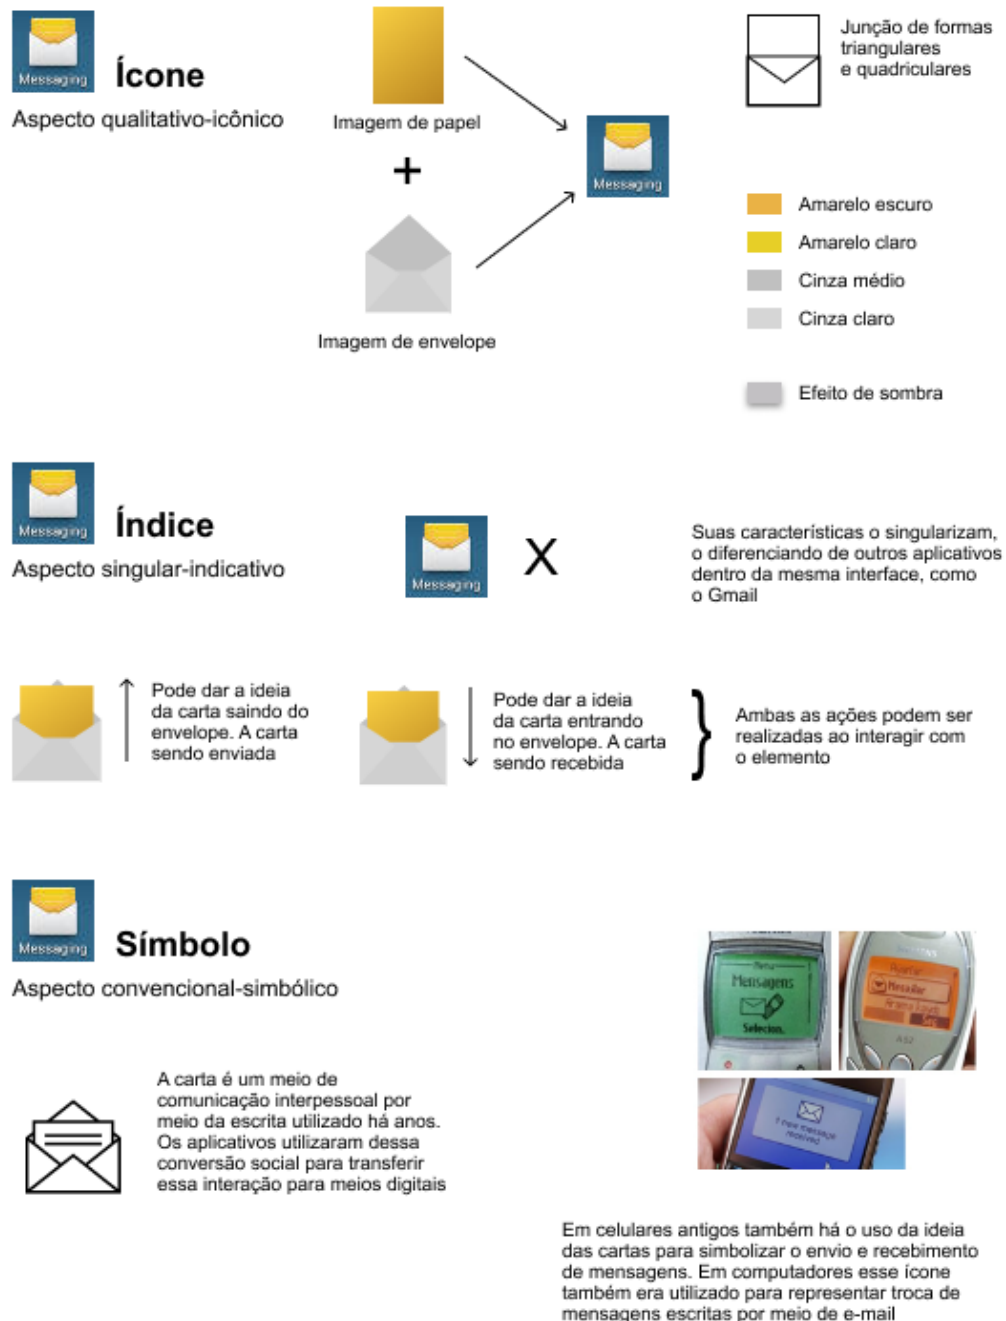 Messaging
Ícone
Aspecto qualitativo-icônico
Imagem de papel
+
Imagem de envelope
Messaging
Junção de formas
triangulares
e quadriculares
Amarelo escuro
Amarelo claro
Cinza médio
Cinza claro
Efeito de sombra
Messaging
Índice
Aspecto singular-indicativo
Messaging
X
Suas características o singularizam,
o diferenciando de outros aplicativos
dentro da mesma interface, como
o Gmail
Pode dar a ideia
da carta saindo do
envelope. A carta
sendo enviada
Pode dar a ideia
da carta entrando
no envelope. A carta
sendo recebida
}
Ambas as ações podem ser
realizadas ao interagir com
o elemento
Messaging
Símbolo
Aspecto convencional-simbólico
A carta é um meio de
comunicação interpessoal por
meio da escrita utilizado há anos.
Os aplicativos utilizaram dessa
conversão social para transferir
essa interação para meios digitais
Menu
Mensagens
Selecion.
A52
1 new message
received
Em celulares antigos também há o uso da ideia
das cartas para simbolizar o envio e recebimento
de mensagens. Em computadores esse ícone
também era utilizado para representar troca de
mensagens escritas por meio de e-mail